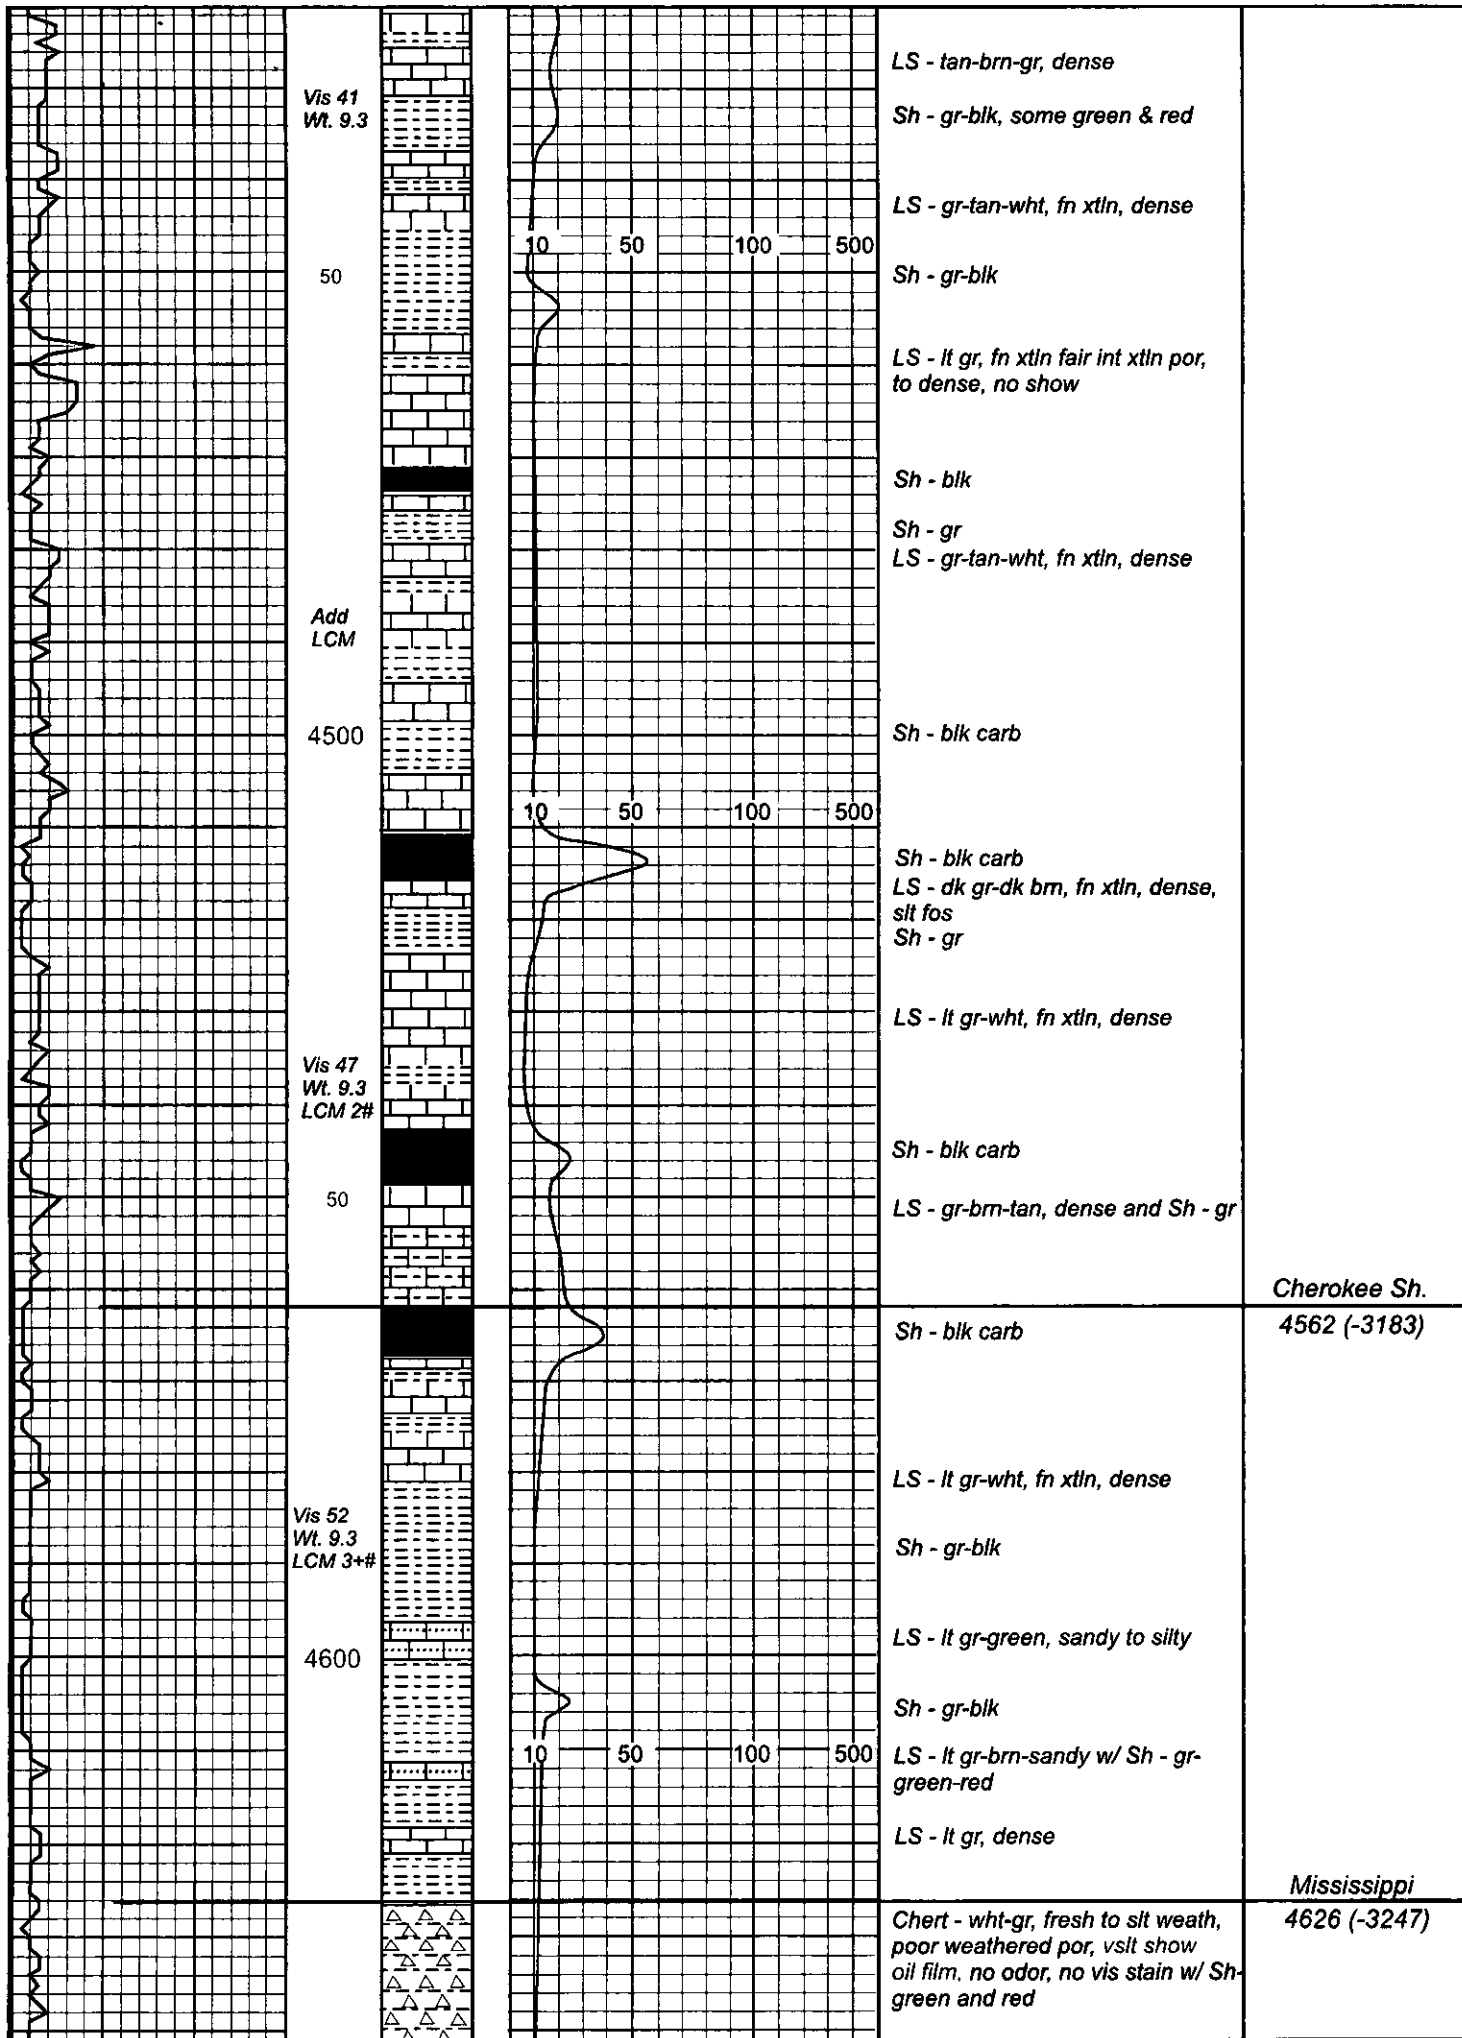 LS - tan-brn-gr, dense
Vis 41
Wt. 9.3
Sh - gr-blk, some green & red
LS - gr-tan-wht, fn xtln, dense
10 50 100 500
50
Sh - gr-blk
LS - lt gr, fn xtln fair int xtln por,
to dense, no show
Sh - blk
Sh - gr
LS - gr-tan-wht, fn xtln, dense
Add
LCM
4500
Sh - blk carb
10 50 100 500
Sh - blk carb
LS - dk gr-dk brn, fn xtln, dense,
slt fos
Sh - gr
LS - lt gr-wht, fn xtln, dense
Vis 47
Wt. 9.3
LCM 2#
Sh - blk carb
50
LS - gr-brn-tan, dense and Sh - gr
Cherokee Sh.
4562 (-3183)
Sh - blk carb
LS - lt gr-wht, fn xtln, dense
Vis 52
Wt. 9.3
LCM 3+#
Sh - gr-blk
LS - lt gr-green, sandy to silty
4600
Sh - gr-blk
10 50 100 500
LS - lt gr-brn-sandy w/ Sh - gr-
green-red
LS - lt gr, dense
Mississippi
4626 (-3247)
Chert - wht-gr, fresh to slt weath,
poor weathered por, vslt show
oil film, no odor, no vis stain w/ Sh-
green and red